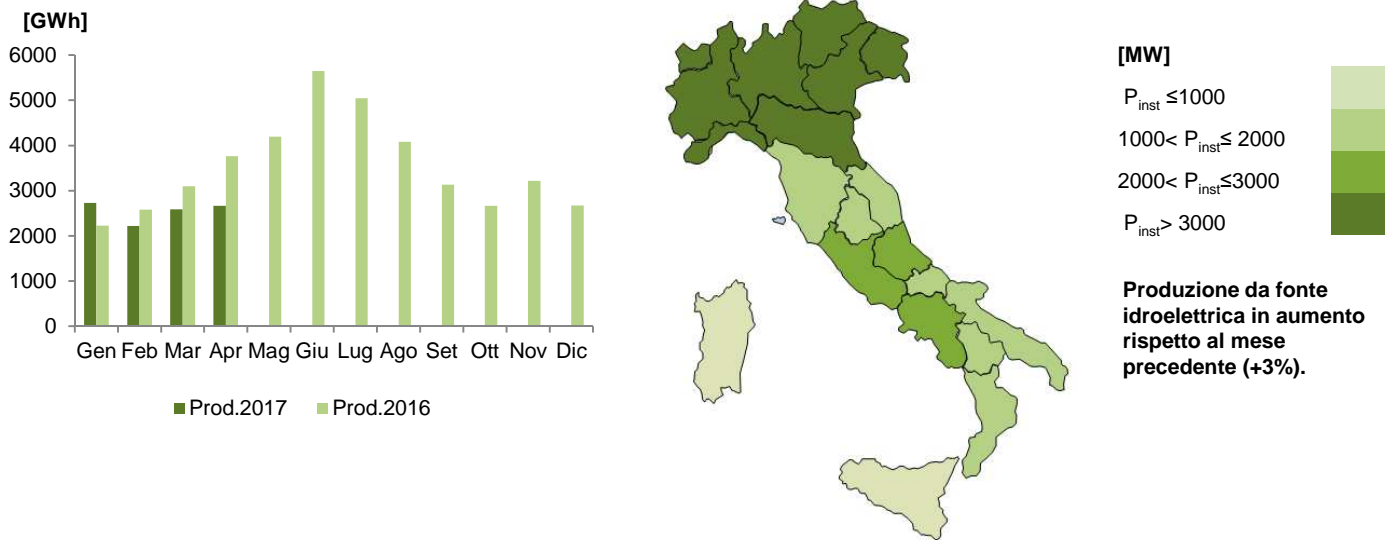 [GWh]
6000
5000
4000
3000
2000
1000
0
Gen Feb Mar Apr Mag Giu Lug Ago Set Ott Nov Dic
Prod.2017 Prod.2016
[MW]
P_inst ≤1000
1000< P_inst≤ 2000
2000< P_inst≤3000
P_inst> 3000
Produzione da fonte
idroelettrica in aumento
rispetto al mese
precedente (+3%).